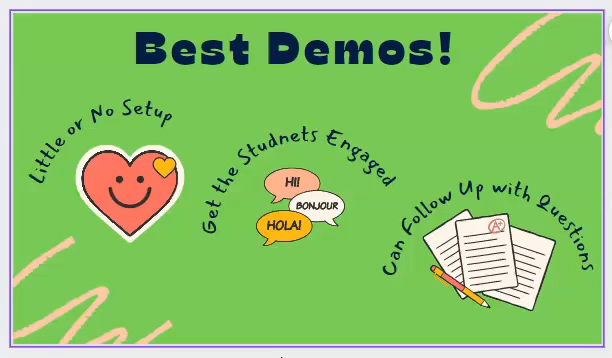 Best Demos!
Little or No Setup
Get the Studnets Engaged
HI!
BONJOUR
HOLA!
Can Follow Up with Questions
A+